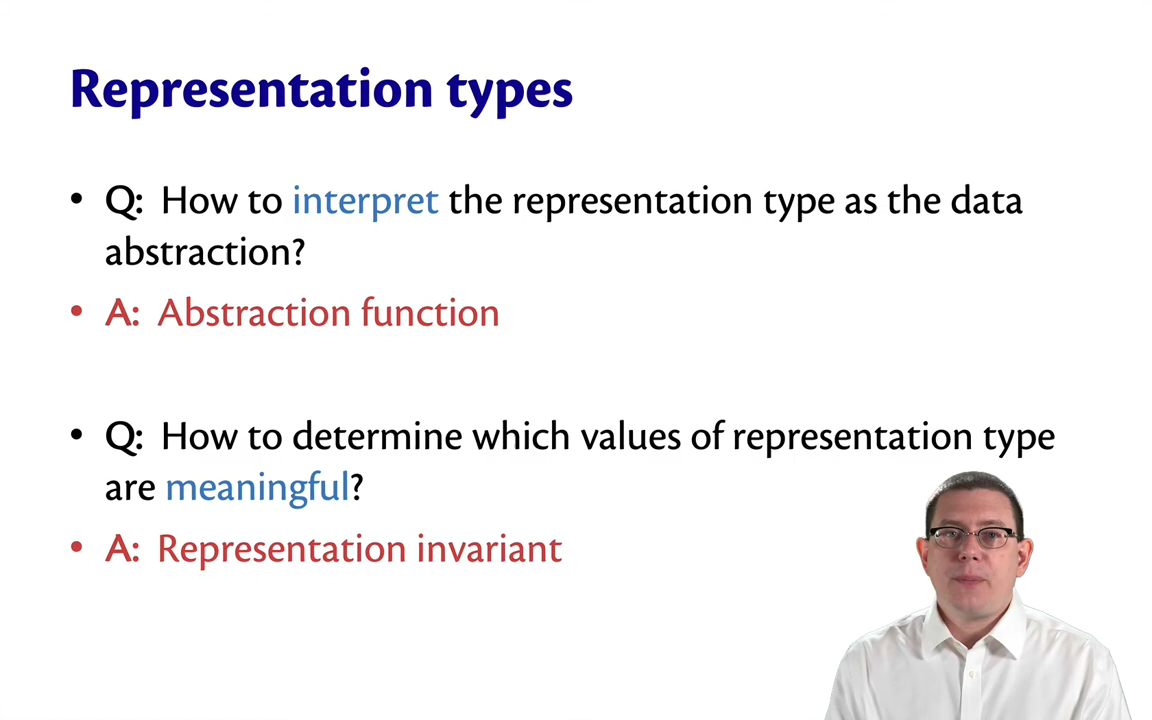 Representation types
• Q: How to interpret the representation type as the data
abstraction?
• A: Abstraction function
• Q: How to determine which values of representation type
are meaningful?
• A: Representation invariant